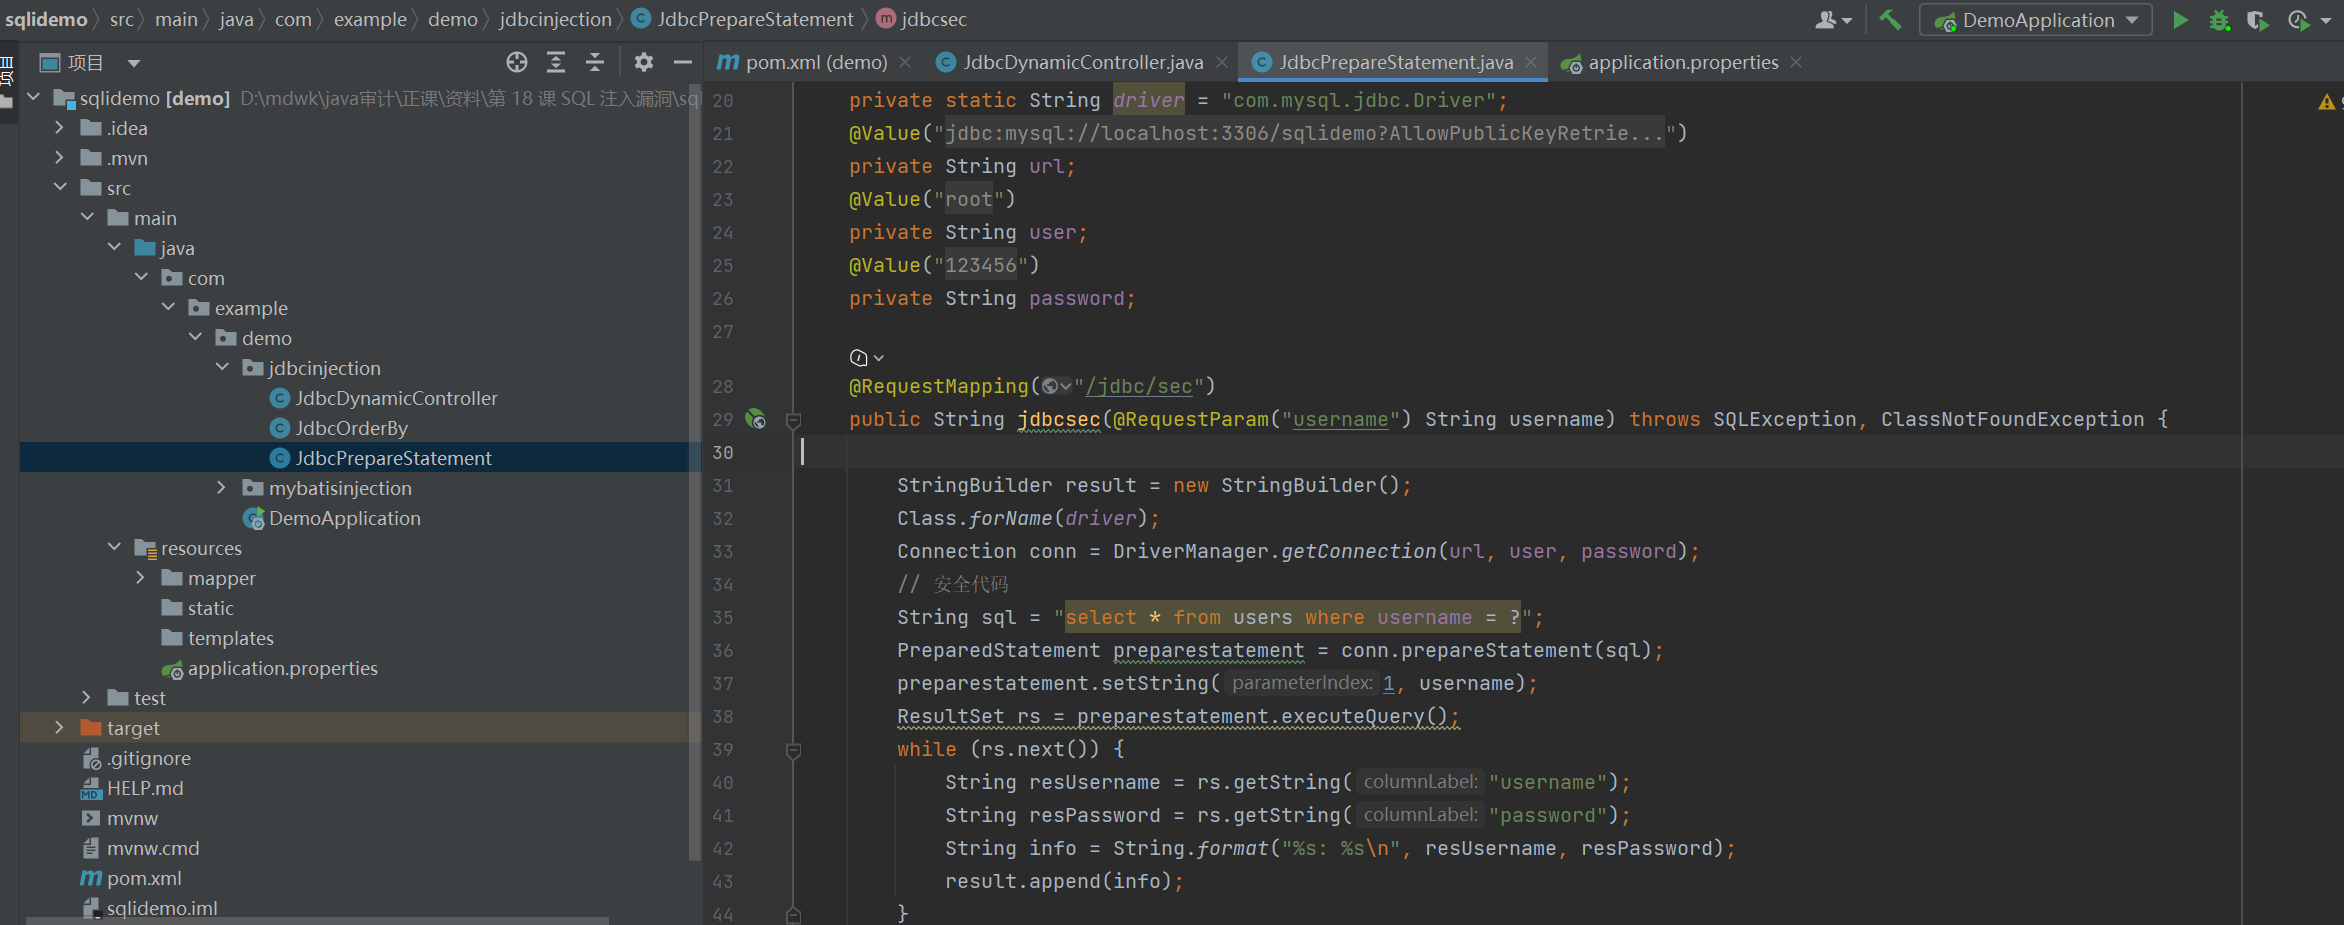 sqlidemo src main java com example demo jdbcinjection JdbcPrepareStatement jdbcsec DemoApplication
项目
项目
pom.xml (demo) JdbcDynamicController.java JdbcPrepareStatement.java application.properties
sqlidemo [demo] D:\mdwk\java审计\正课\资料\第 18 课 SQL 注入漏洞\sql
.idea
.mvn
src
main
java
com
example
demo
jdbcinjection
JdbcDynamicController
JdbcOrderBy
JdbcPrepareStatement
mybatisinjection
DemoApplication
resources
mapper
static
templates
application.properties
test
target
.gitignore
HELP.md
mvnw
mvnw.cmd
pom.xml
sqlidemo.iml
20 private static String driver = "com.mysql.jdbc.Driver";
21 @Value("jdbc:mysql://localhost:3306/sqlidemo?AllowPublicKeyRetrie...")
22 private String url;
23 @Value("root")
24 private String user;
25 @Value("123456")
26 private String password;
27
28 @RequestMapping("/jdbc/sec")
29 public String jdbcsec(@RequestParam("username") String username) throws SQLException, ClassNotFoundException {
30
31 StringBuilder result = new StringBuilder();
32 Class.forName(driver);
33 Connection conn = DriverManager.getConnection(url, user, password);
34 // 安全代码
35 String sql = "select * from users where username = ?";
36 PreparedStatement preparestatement = conn.prepareStatement(sql);
37 preparestatement.setString( parameterIndex: 1, username);
38 ResultSet rs = preparestatement.executeQuery();
39 while (rs.next()) {
40 String resUsername = rs.getString( columnLabel: "username");
41 String resPassword = rs.getString( columnLabel: "password");
42 String info = String.format("%s: %s\n", resUsername, resPassword);
43 result.append(info);
44 }